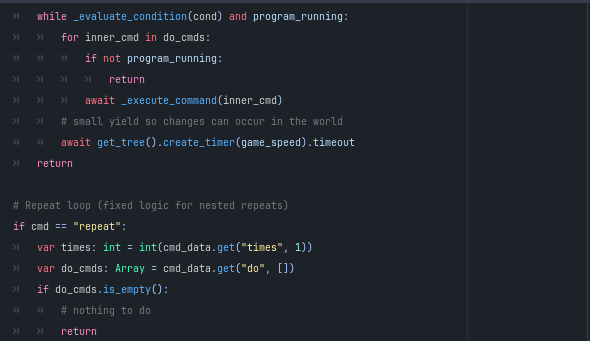 while _evaluate_condition(cond) and program_running:
for inner_cmd in do_cmds:
if not program_running:
return
await _execute_command(inner_cmd)
# small yield so changes can occur in the world
await get_tree().create_timer(game_speed).timeout
return
# Repeat loop (fixed logic for nested repeats)
if cmd == "repeat":
var times: int = int(cmd_data.get("times", 1))
var do_cmds: Array = cmd_data.get("do", [])
if do_cmds.is_empty():
# nothing to do
return